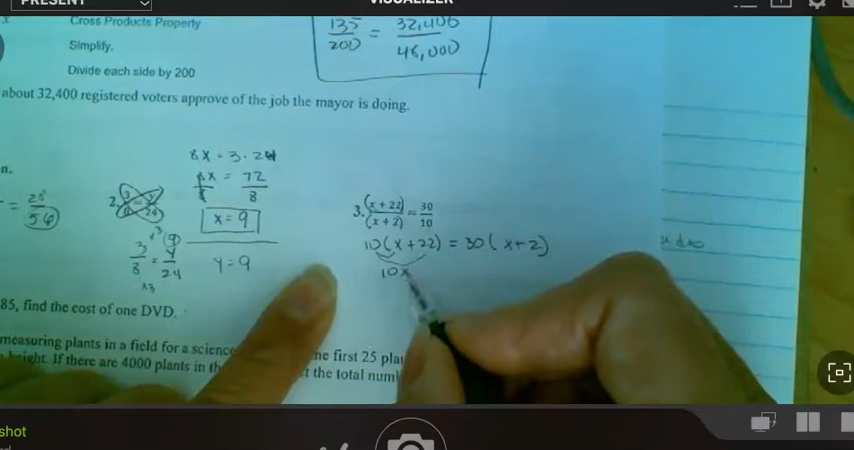 PRESENT
VISUALIZER
Cross Products Property
Simplify.
Divide each side by 200
135/200 = 32,400/48,000
about 32,400 registered voters approve of the job the mayor is doing.
n.
8x = 3 · 24
8x = 72
8 8
x = 9
= 28/56
2.
3/8 = y/24
x3
x3
y = 9
3. (x + 22)/(x + 2) = 30/10
10(x + 22) = 30(x + 2)
10x
85, find the cost of one DVD.
measuring plants in a field for a science
he first 25
height. If there are 4000 plants in
t the total
shot